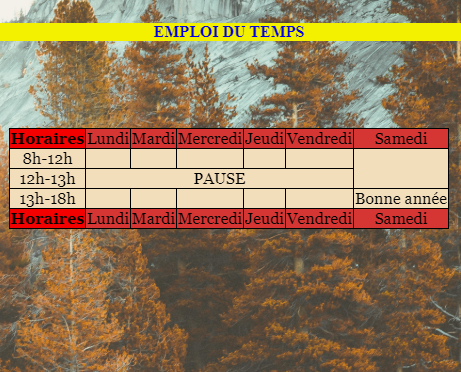 EMPLOI DU TEMPS
Horaires Lundi Mardi Mercredi Jeudi Vendredi Samedi
8h-12h
12h-13h PAUSE
13h-18h Bonne année
Horaires Lundi Mardi Mercredi Jeudi Vendredi Samedi